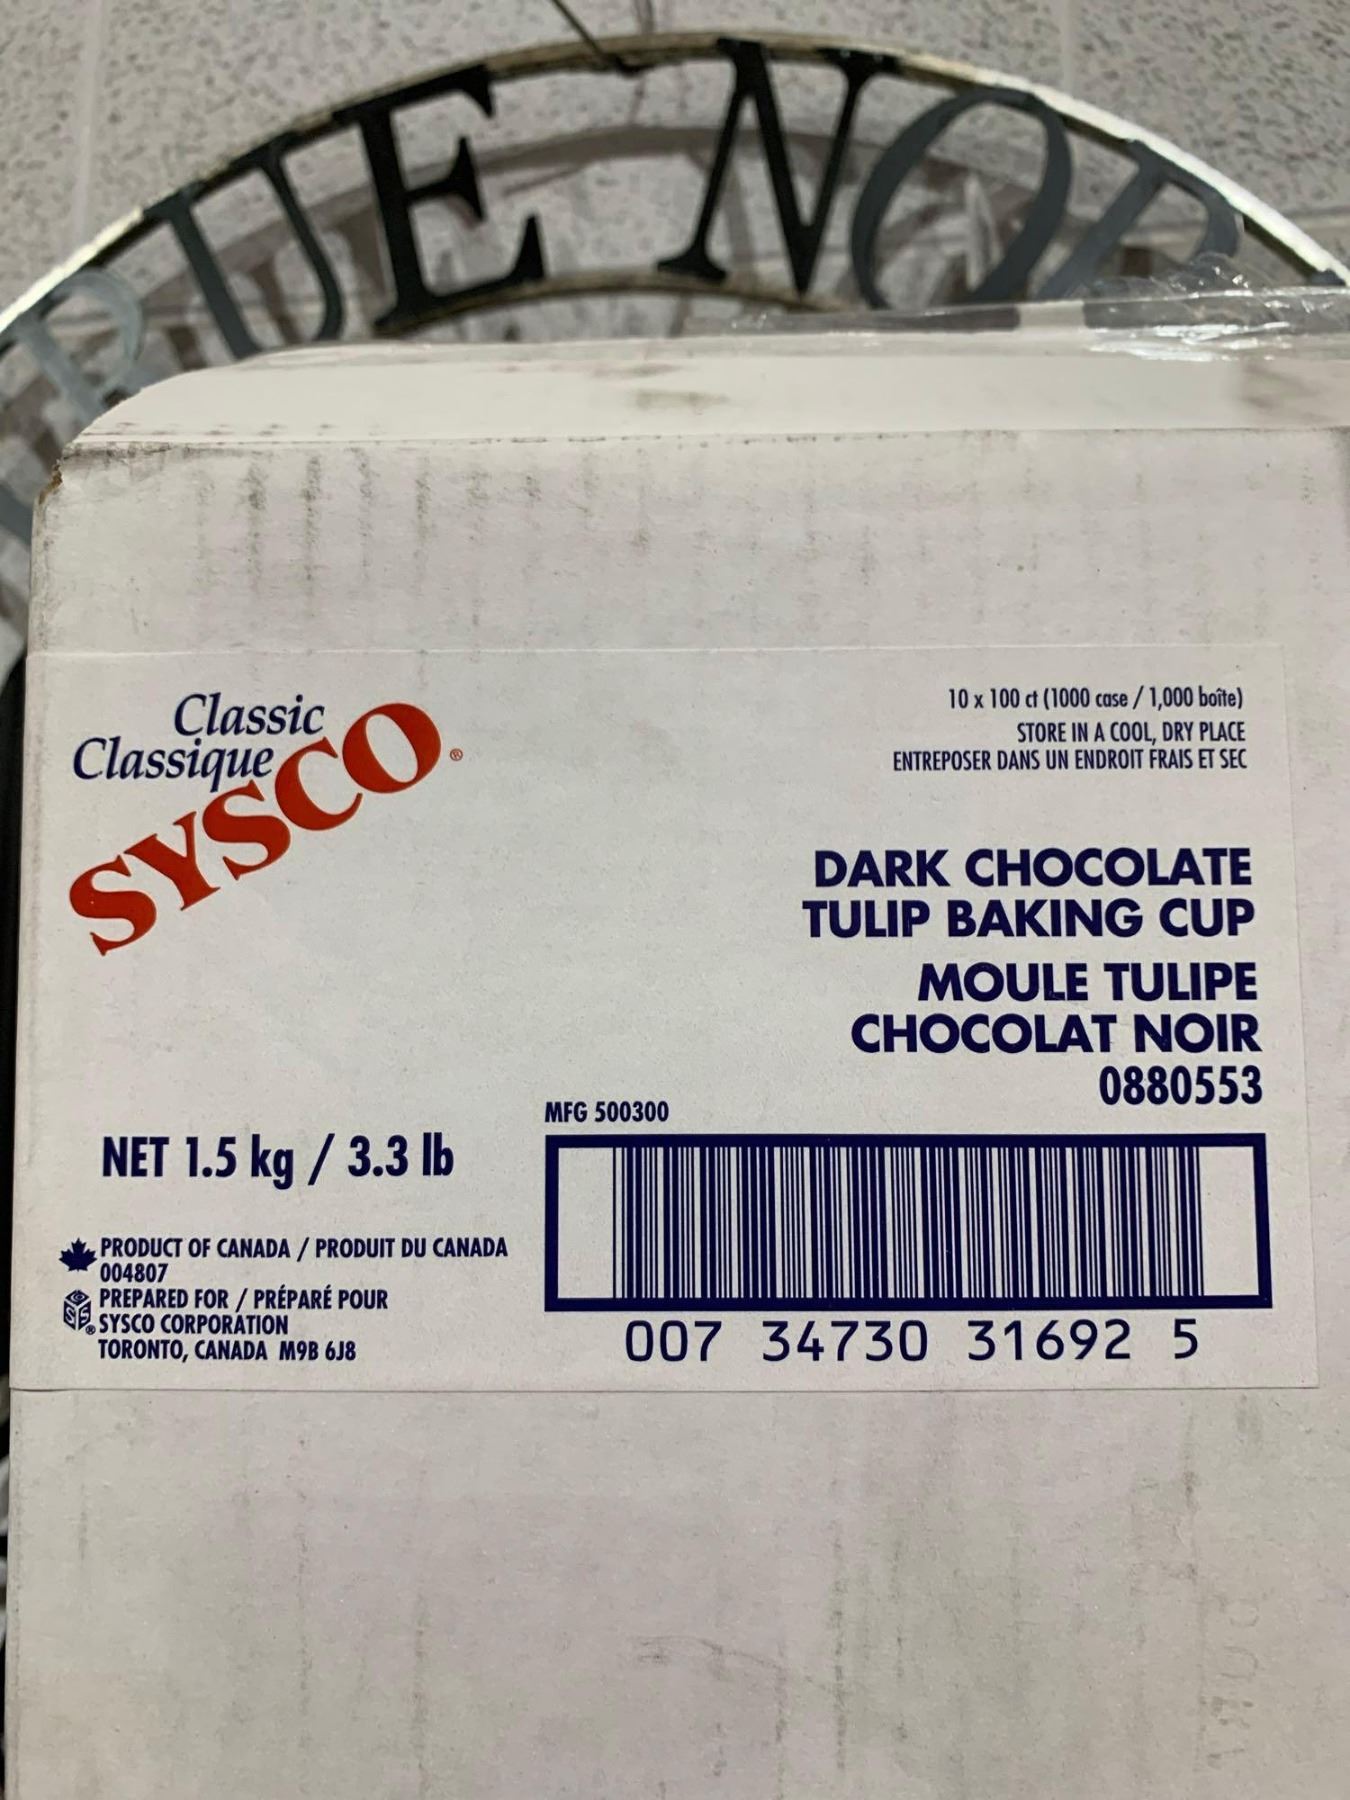 RUE NOR
Classic
Classique
SYSCO®
10 x 100 ct (1000 case / 1,000 boîte)
STORE IN A COOL, DRY PLACE
ENTREPOSER DANS UN ENDROIT FRAIS ET SEC
DARK CHOCOLATE
TULIP BAKING CUP
MOULE TULIPE
CHOCOLAT NOIR
0880553
MFG 500300
NET 1.5 kg / 3.3 lb
PRODUCT OF CANADA / PRODUIT DU CANADA
004807
PREPARED FOR / PRÉPARÉ POUR
SYSCO CORPORATION
TORONTO, CANADA M9B 6J8
007 34730 31692 5